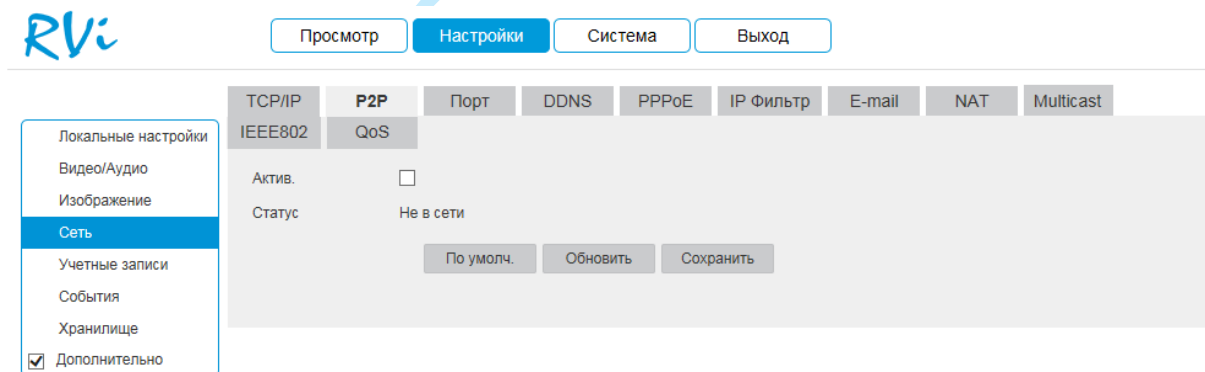 RVi
Просмотр Настройки Система Выход
TCP/IP P2P Порт DDNS PPPoE IP Фильтр E-mail NAT Multicast
IEEE802 QoS
Локальные настройки
Видео/Аудио
Изображение
Сеть
Учетные записи
События
Хранилище
Дополнительно
Актив.
Статус Не в сети
По умолч. Обновить Сохранить